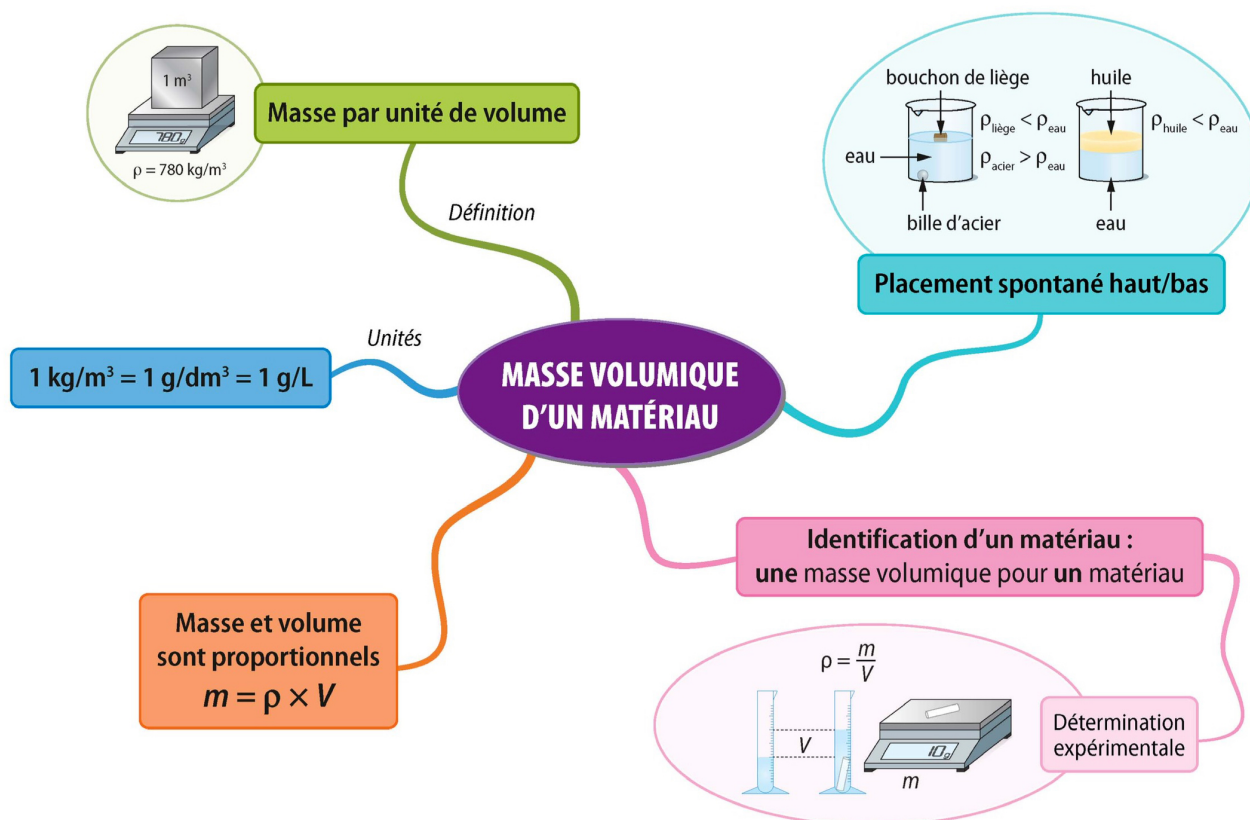 1 m³
780g
ρ = 780 kg/m³
Masse par unité de volume
Définition
bouchon de liège
huile
ρliège < ρeau
ρhuile < ρeau
eau
ρacier > ρeau
bille d'acier
eau
Placement spontané haut/bas
Unités
1 kg/m³ = 1 g/dm³ = 1 g/L
MASSE VOLUMIQUE
D'UN MATÉRIAU
Masse et volume
sont proportionnels
m = ρ × V
Identification d'un matériau :
une masse volumique pour un matériau
ρ = m/V
V
10g
m
Détermination
expérimentale